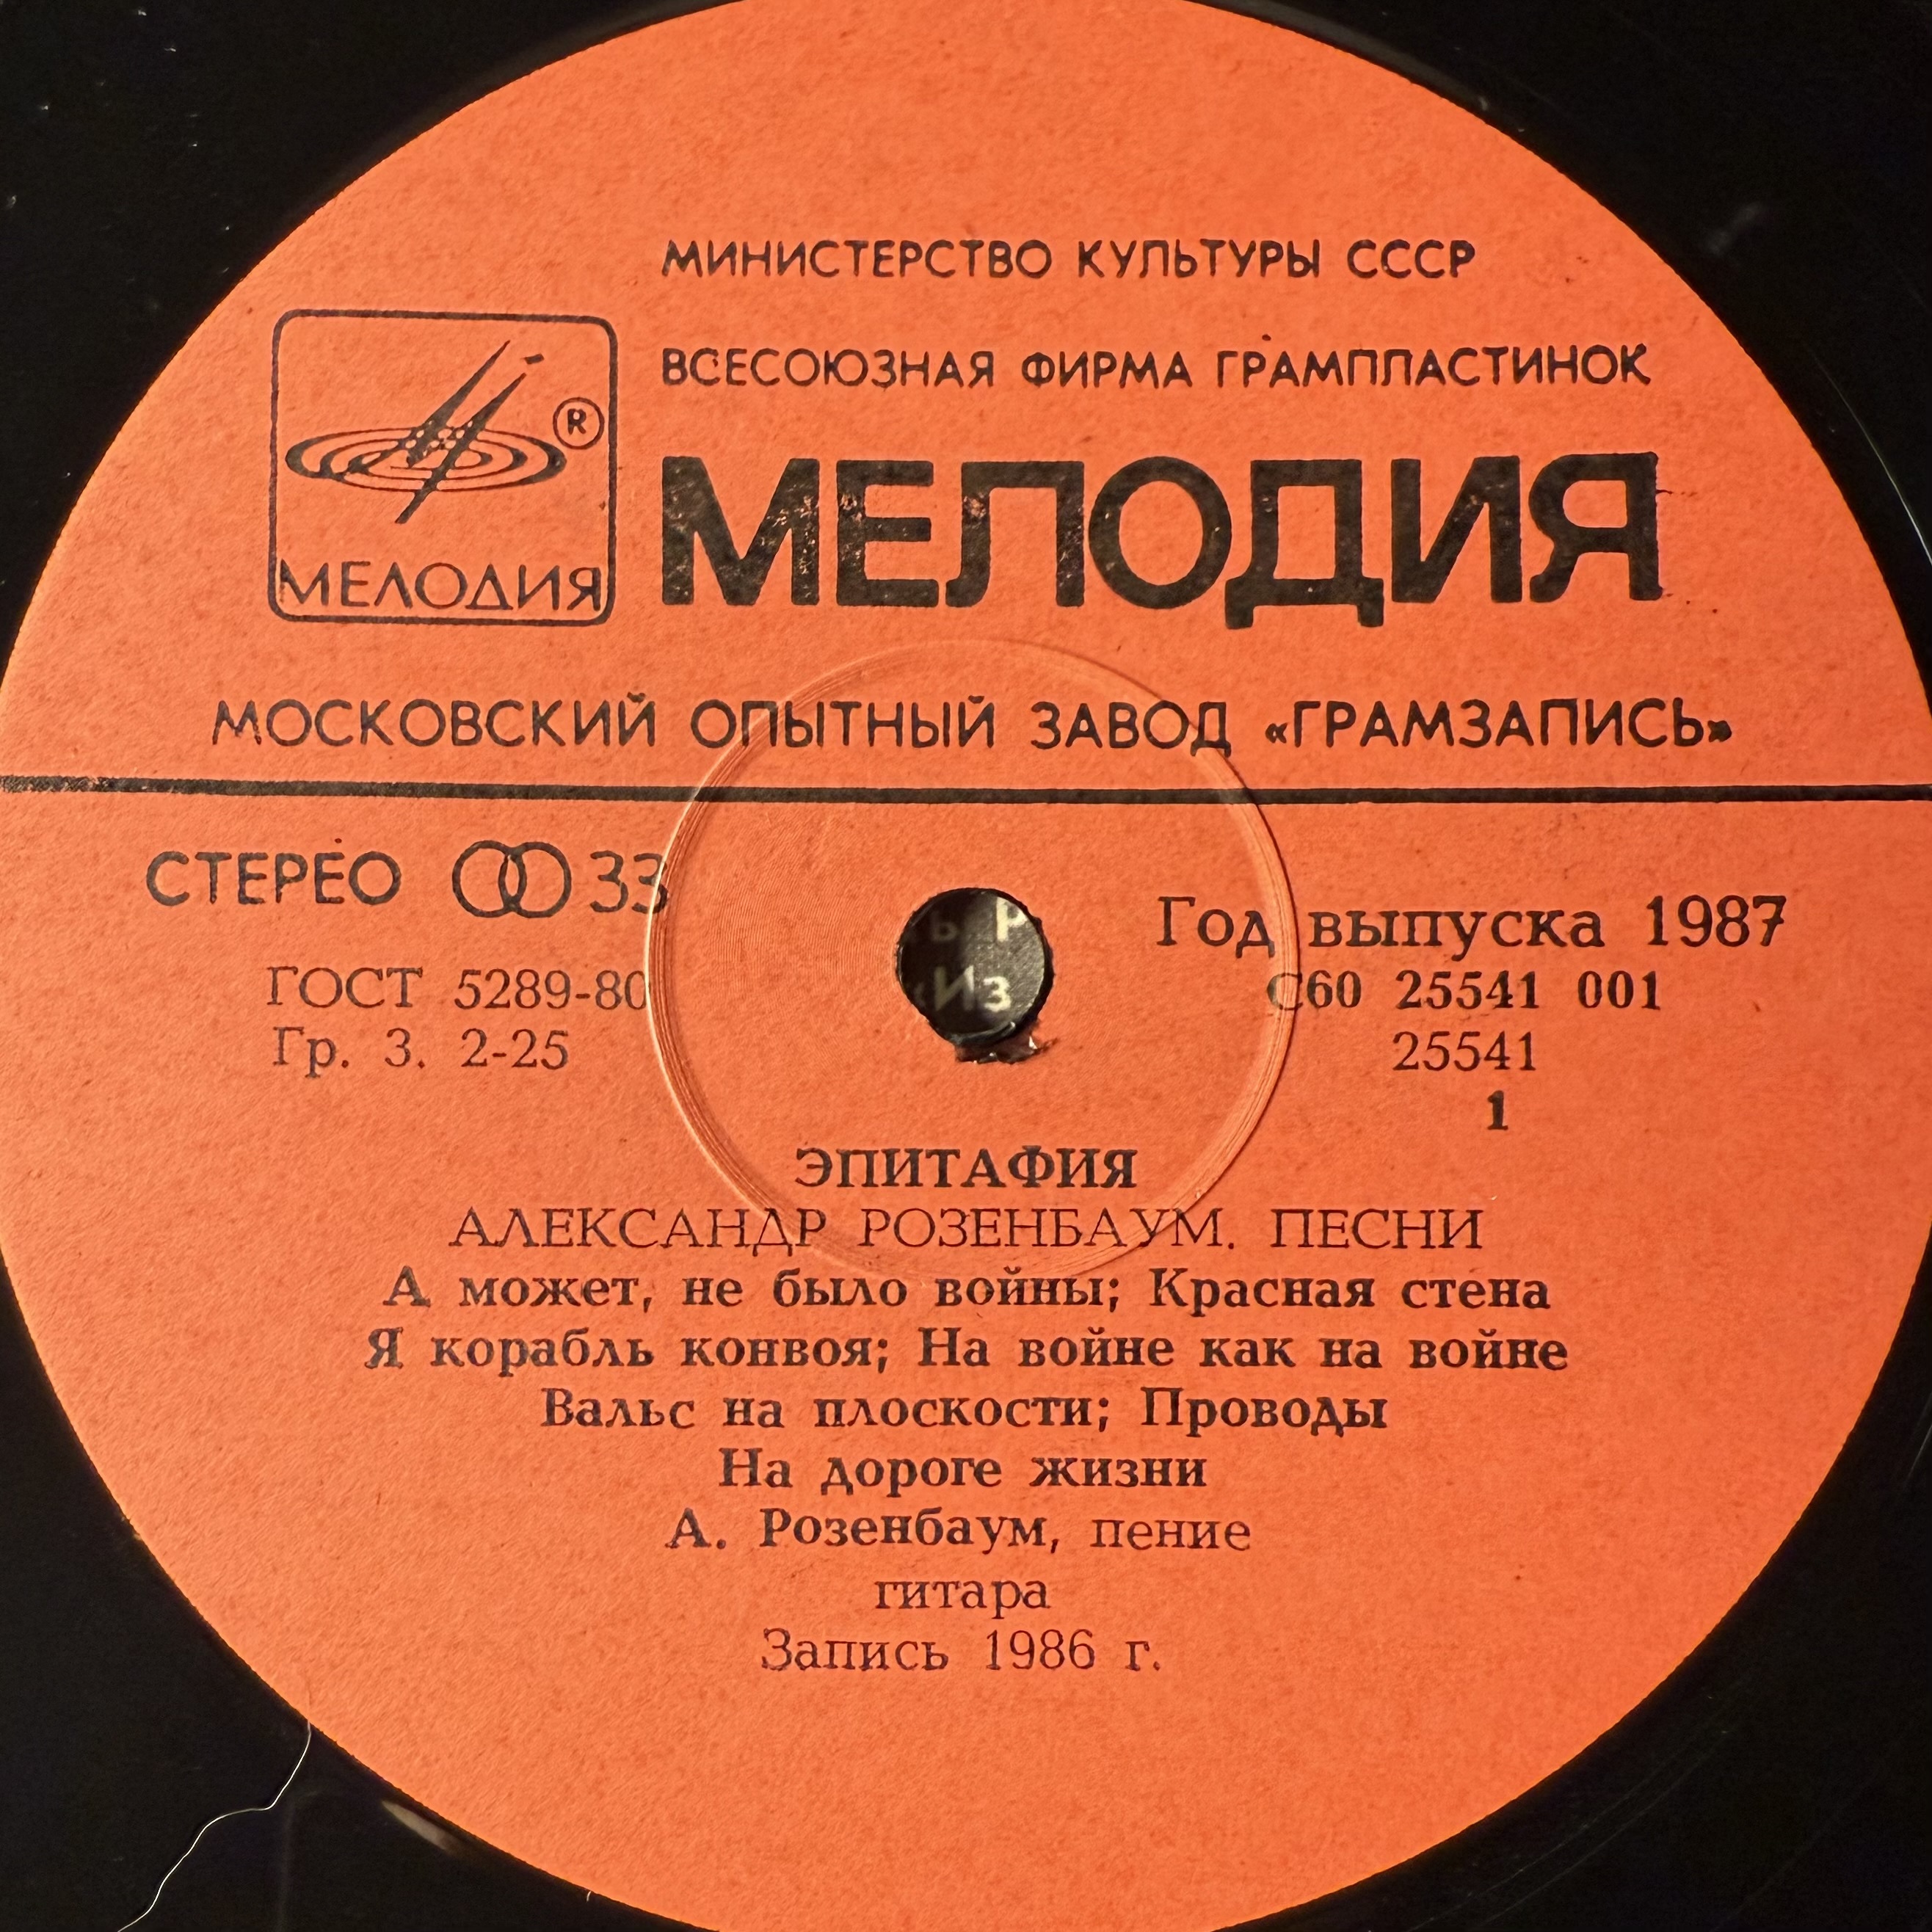 МИНИСТЕРСТВО КУЛЬТУРЫ СССР
ВСЕСОЮЗНАЯ ФИРМА ГРАМПЛАСТИНОК
®
МЕЛОДИЯ
МЕЛОДИЯ
МОСКОВСКИЙ ОПЫТНЫЙ ЗАВОД «ГРАМЗАПИСЬ»
СТЕРЕО 33
Год выпуска 1987
ГОСТ 5289-80
С60 25541 001
Гр. 3. 2-25
25541
1
«Из
ЭПИТАФИЯ
АЛЕКСАНДР РОЗЕНБАУМ. ПЕСНИ
А может, не было войны; Красная стена
Я корабль конвоя; На войне как на войне
Вальс на плоскости; Проводы
На дороге жизни
А. Розенбаум, пение
гитара
Запись 1986 г.